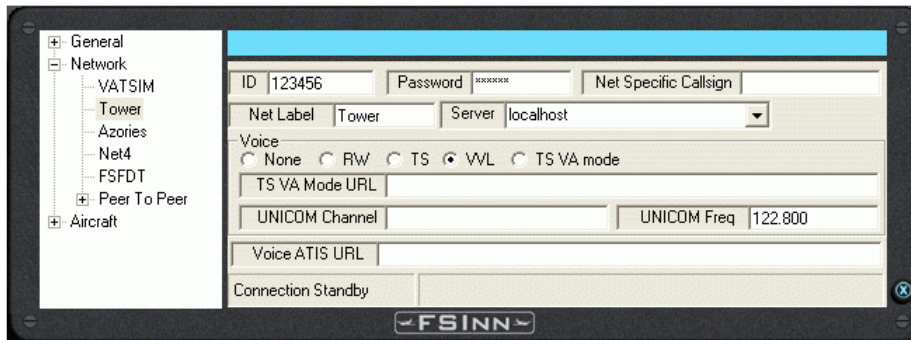 General
Network
VATSIM
Tower
Azories
Net4
FSFDT
Peer To Peer
Aircraft
ID 123456 Password ****** Net Specific Callsign
Net Label Tower Server localhost
Voice
None RW TS VVL TS VA mode
TS VA Mode URL
UNICOM Channel UNICOM Freq 122.800
Voice ATIS URL
Connection Standby
FSINN